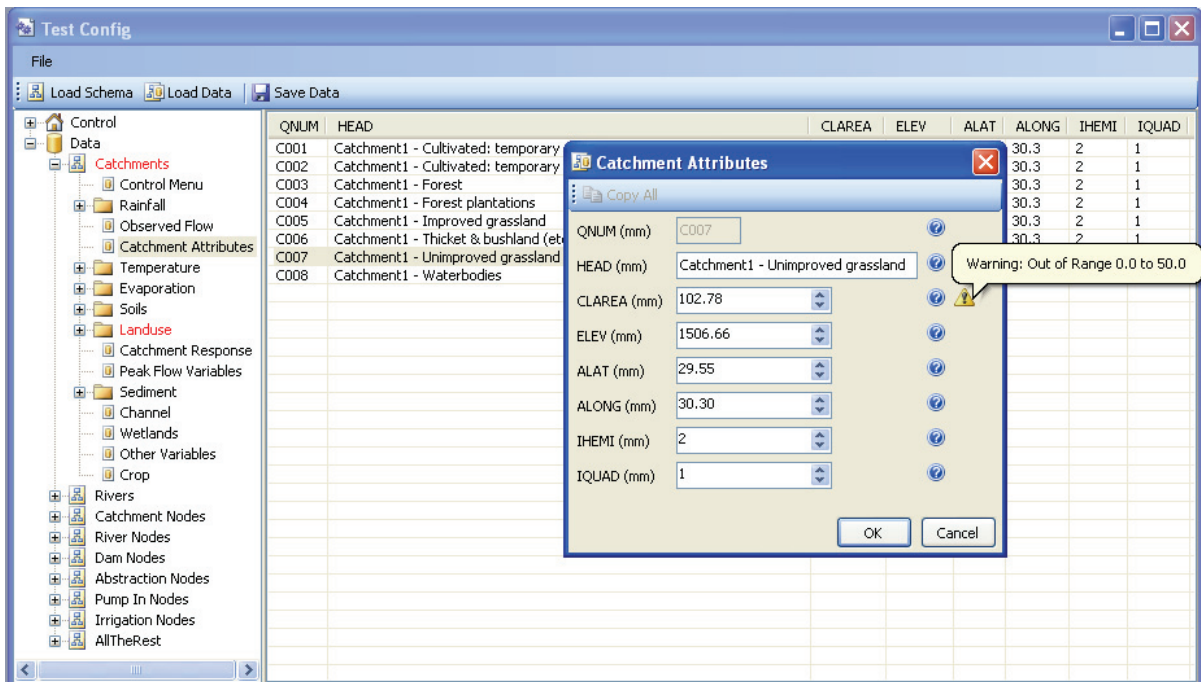 Test Config
File
Load Schema Load Data Save Data
Control
Data
Catchments
Control Menu
Rainfall
Observed Flow
Catchment Attributes
Temperature
Evaporation
Soils
Landuse
Catchment Response
Peak Flow Variables
Sediment
Channel
Wetlands
Other Variables
Crop
Rivers
Catchment Nodes
River Nodes
Dam Nodes
Abstraction Nodes
Pump In Nodes
Irrigation Nodes
AllTheRest
QNUM HEAD CLAREA ELEV ALAT ALONG IHEMI IQUAD
C001 Catchment1 - Cultivated: temporary 30.3 2 1
C002 Catchment1 - Cultivated: temporary 30.3 2 1
C003 Catchment1 - Forest 30.3 2 1
C004 Catchment1 - Forest plantations 30.3 2 1
C005 Catchment1 - Improved grassland 30.3 2 1
C006 Catchment1 - Thicket & bushland (etc 30.3 2 1
C007 Catchment1 - Unimproved grassland
C008 Catchment1 - Waterbodies
Catchment Attributes
Copy All
QNUM (mm) C007
HEAD (mm) Catchment1 - Unimproved grassland
Warning: Out of Range 0.0 to 50.0
CLAREA (mm) 102.78
ELEV (mm) 1506.66
ALAT (mm) 29.55
ALONG (mm) 30.30
IHEMI (mm) 2
IQUAD (mm) 1
OK Cancel